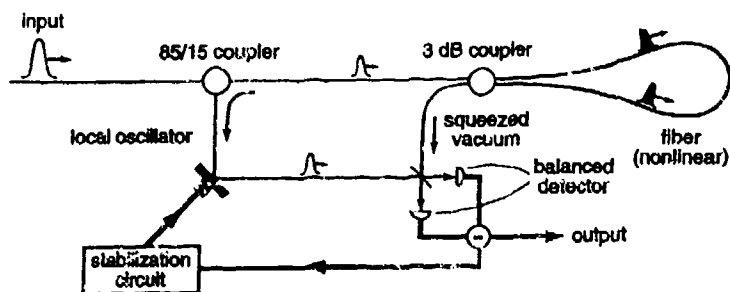 input
85/15 coupler
3 dB coupler
local oscillator
squeezed
vacuum
fiber
(nonlinear)
balanced
detector
-
output
stabilization
circuit